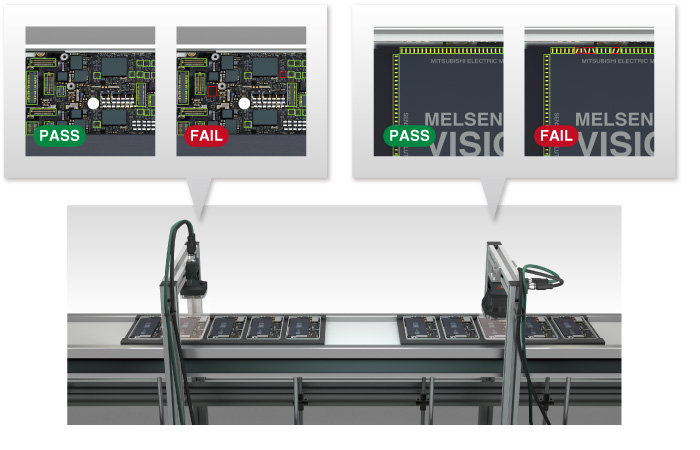 PASS
FAIL
MITSUBISHI ELECTRIC M
MELSEN
VISIO
PASS
MITSUBISHI ELECTRIC M
MELSEN
VISIO
FAIL